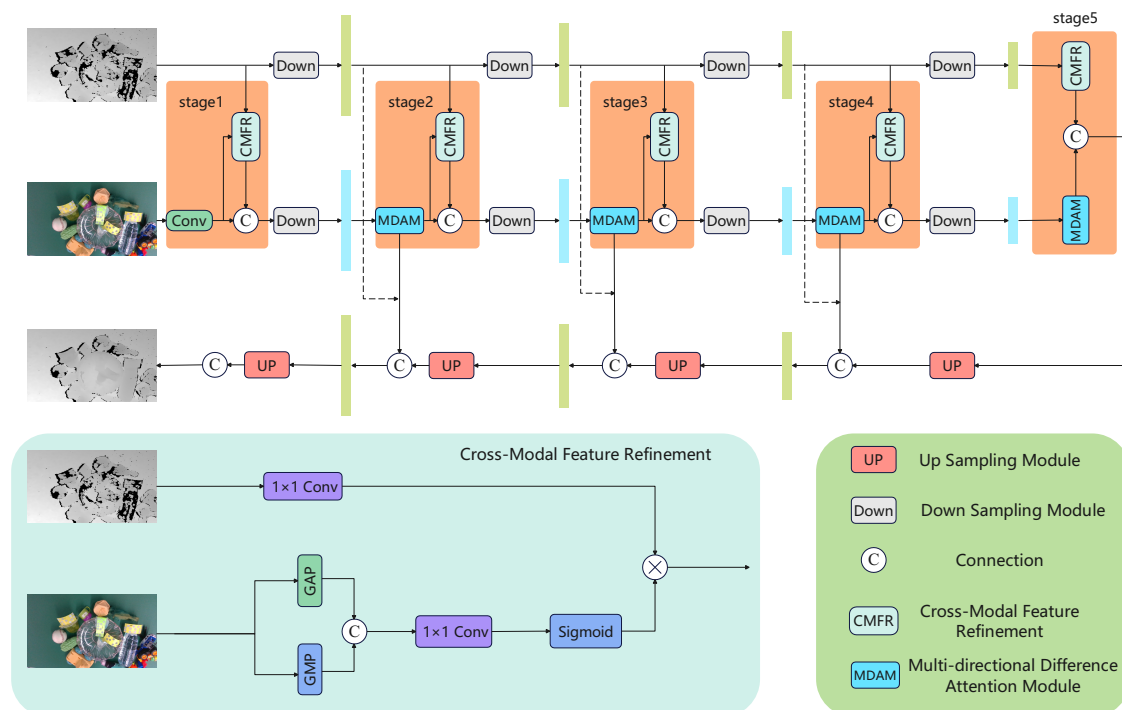 stage5
Down
Down
Down
Down
CMFR
stage1
stage2
stage3
stage4
CMFR
CMFR
CMFR
CMFR
C
Conv
C
Down
MDAM
C
Down
MDAM
C
Down
MDAM
C
Down
MDAM
C
UP
C
UP
C
UP
C
UP
Cross-Modal Feature Refinement
1×1 Conv
GAP
C
1×1 Conv
Sigmoid
GMP
UP
Up Sampling Module
Down
Down Sampling Module
C
Connection
CMFR
Cross-Modal Feature
Refinement
MDAM
Multi-directional Difference
Attention Module